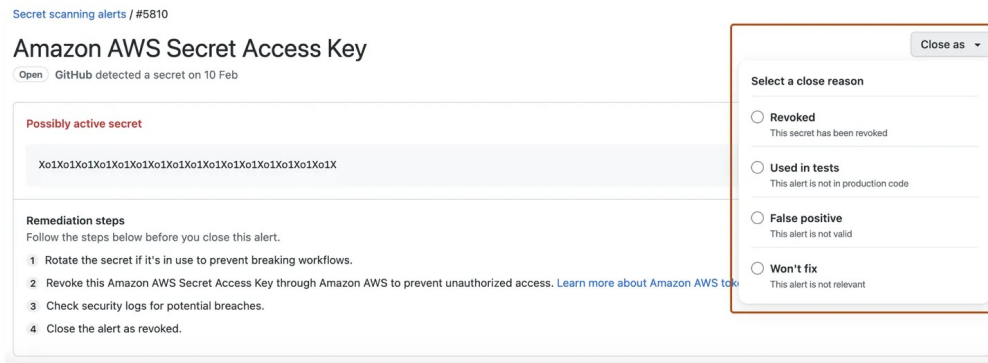 Secret scanning alerts / #5810
Amazon AWS Secret Access Key
Open GitHub detected a secret on 10 Feb
Possibly active secret
Xo1Xo1Xo1Xo1Xo1Xo1Xo1Xo1Xo1Xo1Xo1Xo1Xo1Xo1X
Remediation steps
Follow the steps below before you close this alert.
1 Rotate the secret if it's in use to prevent breaking workflows.
2 Revoke this Amazon AWS Secret Access Key through Amazon AWS to prevent unauthorized access. Learn more about Amazon AWS tok
3 Check security logs for potential breaches.
4 Close the alert as revoked.
Close as
Select a close reason
Revoked
This secret has been revoked
Used in tests
This alert is not in production code
False positive
This alert is not valid
Won't fix
This alert is not relevant